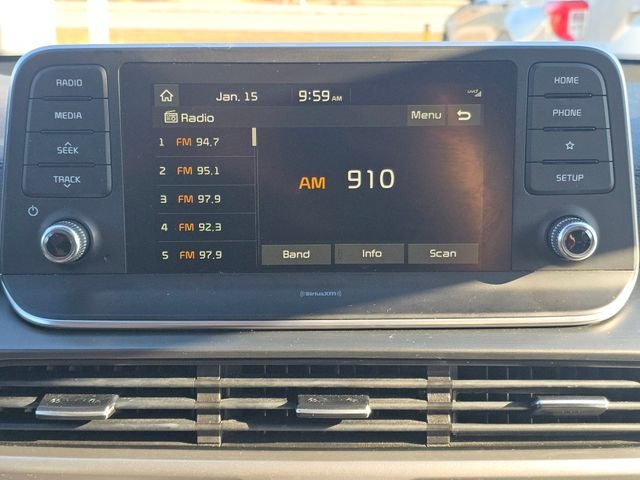 RADIO
MEDIA
SEEK
TRACK
Jan. 15 9:59 AM
Radio Menu
1 FM 94.7
2 FM 95.1
3 FM 97.9
4 FM 92.3
5 FM 97.9
AM 910
Band Info Scan
HOME
PHONE
SETUP
SiriusXM